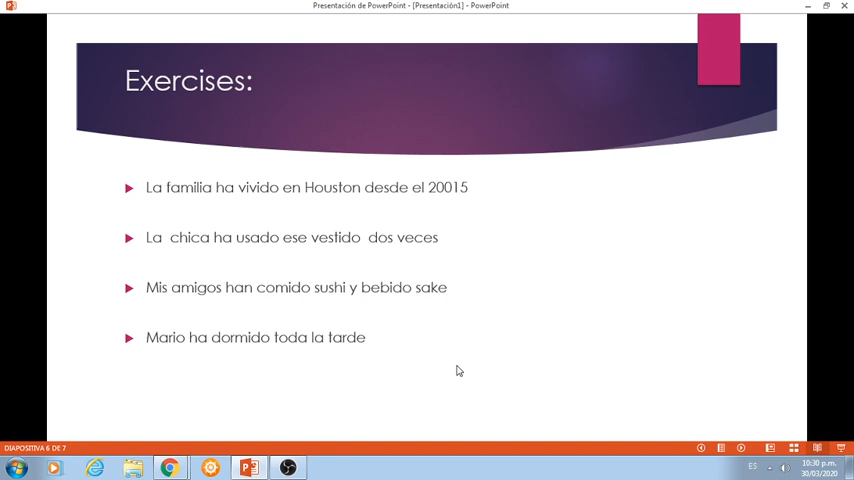 Presentación de PowerPoint - [Presentación1] - PowerPoint
Exercises:
La familia ha vivido en Houston desde el 20015
La chica ha usado ese vestido dos veces
Mis amigos han comido sushi y bebido sake
Mario ha dormido toda la tarde
DIAPOSITIVA 6 DE 7
ES
10:30 p.m.
30/03/2020